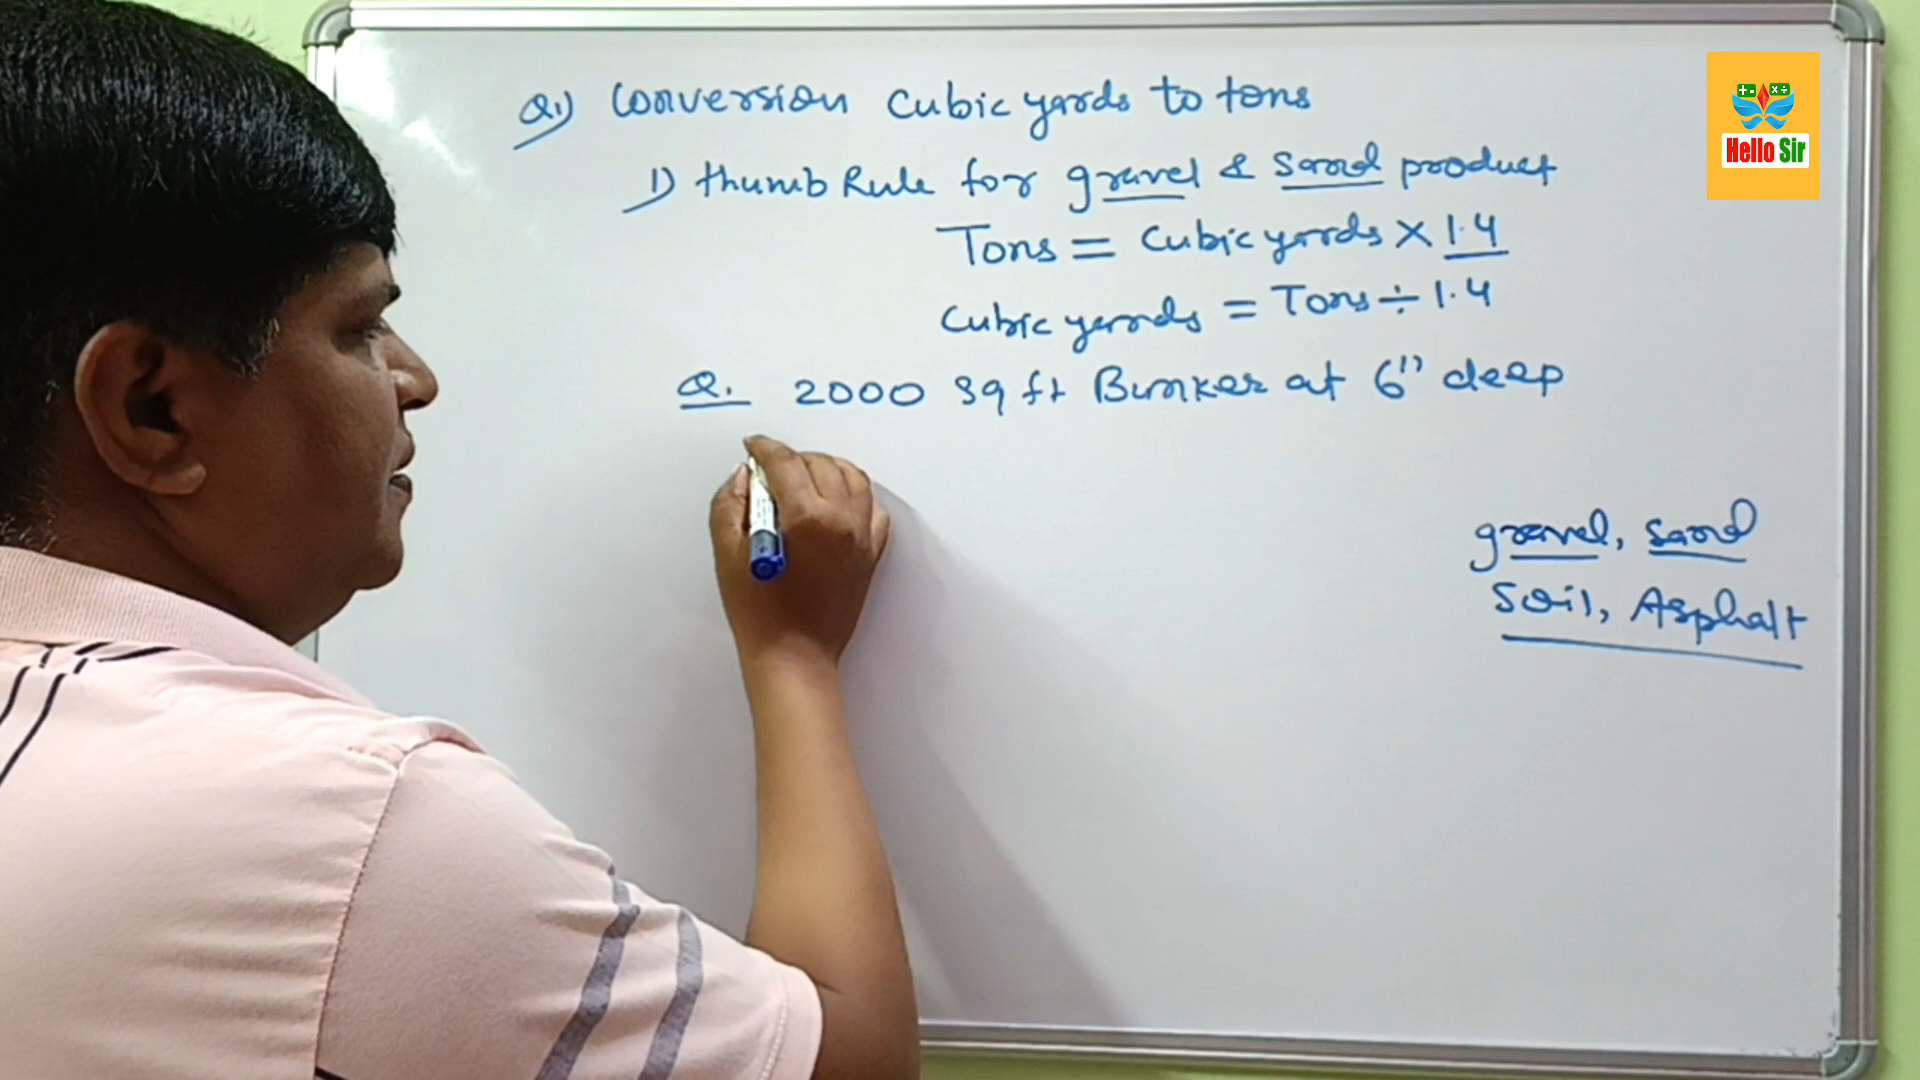 Q.1) Conversion Cubic yards to tons
1) thumb Rule for gravel & Sand product
Tons = Cubic yards × 1.4
Cubic yards = Tons ÷ 1.4
Q. 2000 sq ft Bunker at 6" deep
gravel, sand
Soil, Asphalt
+ - × ÷
Hello Sir